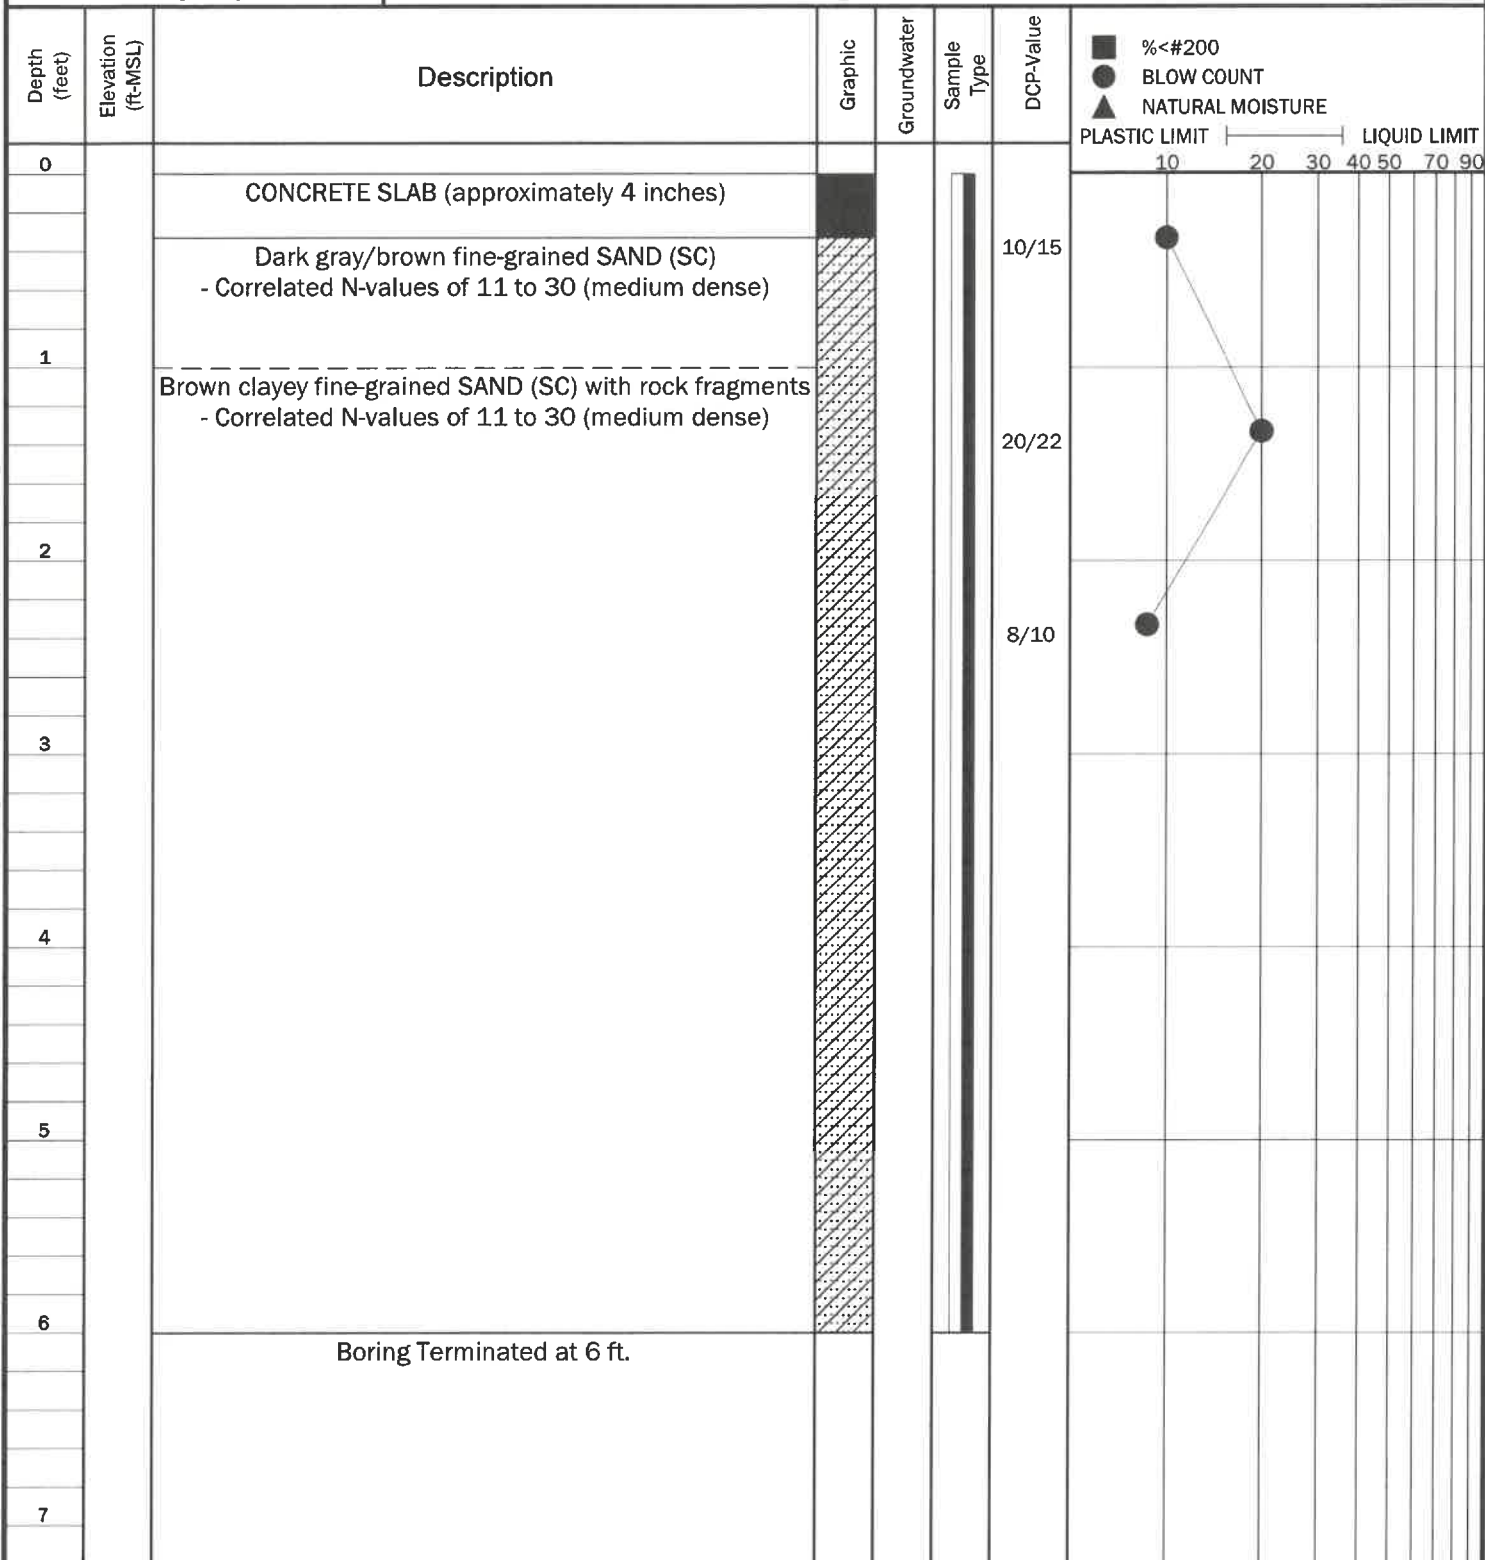 Depth (feet)
Elevation (ft-MSL)
Description
Graphic
Groundwater
Sample Type
DCP-Value
%<#200
BLOW COUNT
NATURAL MOISTURE
PLASTIC LIMIT LIQUID LIMIT
10 20 30 40 50 70 90
0
CONCRETE SLAB (approximately 4 inches)
Dark gray/brown fine-grained SAND (SC)
- Correlated N-values of 11 to 30 (medium dense)
10/15
1
Brown clayey fine-grained SAND (SC) with rock fragments
- Correlated N-values of 11 to 30 (medium dense)
20/22
2
8/10
3
4
5
6
Boring Terminated at 6 ft.
7